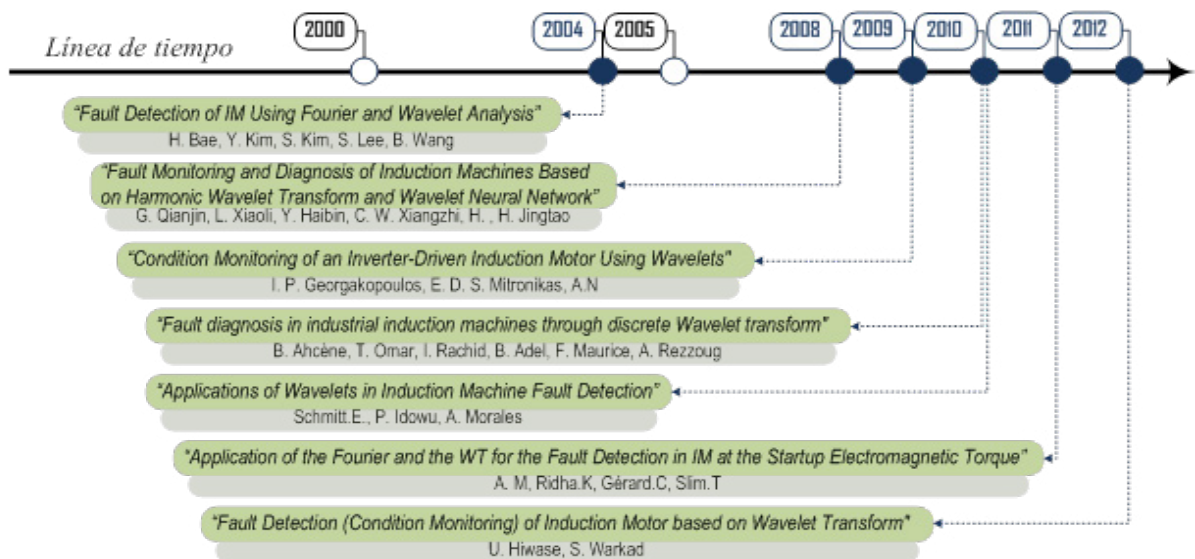 Línea de tiempo
2000
2004
2005
2008
2009
2010
2011
2012
"Fault Detection of IM Using Fourier and Wavelet Analysis"
H. Bae, Y. Kim, S. Kim, S. Lee, B. Wang
"Fault Monitoring and Diagnosis of Induction Machines Based
on Harmonic Wavelet Transform and Wavelet Neural Network"
G. Qianjin, L. Xiaoli, Y. Haibin, C. W. Xiangzhi, H. , H. Jingtao
"Condition Monitoring of an Inverter-Driven Induction Motor Using Wavelets"
I. P. Georgakopoulos, E. D. S. Mitronikas, A.N
"Fault diagnosis in industrial induction machines through discrete Wavelet transform"
B. Ahcène, T. Omar, I. Rachid, B. Adel, F. Maurice, A. Rezzoug
"Applications of Wavelets in Induction Machine Fault Detection"
Schmitt.E., P. Idowu, A. Morales
"Application of the Fourier and the WT for the Fault Detection in IM at the Startup Electromagnetic Torque"
A. M, Ridha.K, Gérard.C, Slim.T
"Fault Detection (Condition Monitoring) of Induction Motor based on Wavelet Transform"
U. Hiwase, S. Warkad